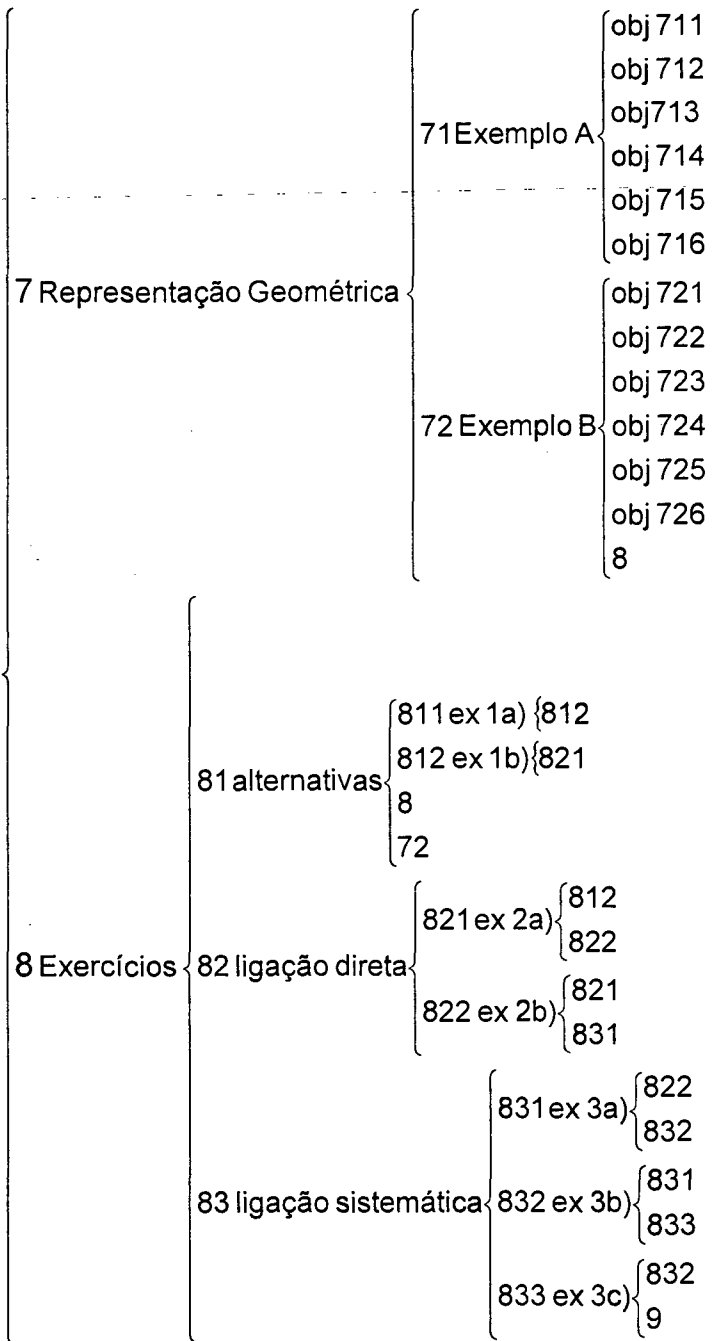 7 Representação Geométrica
71 Exemplo A
obj 711
obj 712
obj713
obj 714
obj 715
obj 716
72 Exemplo B
obj 721
obj 722
obj 723
obj 724
obj 725
obj 726
8
8 Exercícios
81 alternativas
811 ex 1a) {812
812 ex 1b){821
8
72
82 ligação direta
821 ex 2a)
812
822
822 ex 2b)
821
831
83 ligação sistemática
831 ex 3a)
822
832
832 ex 3b)
831
833
833 ex 3c)
832
9